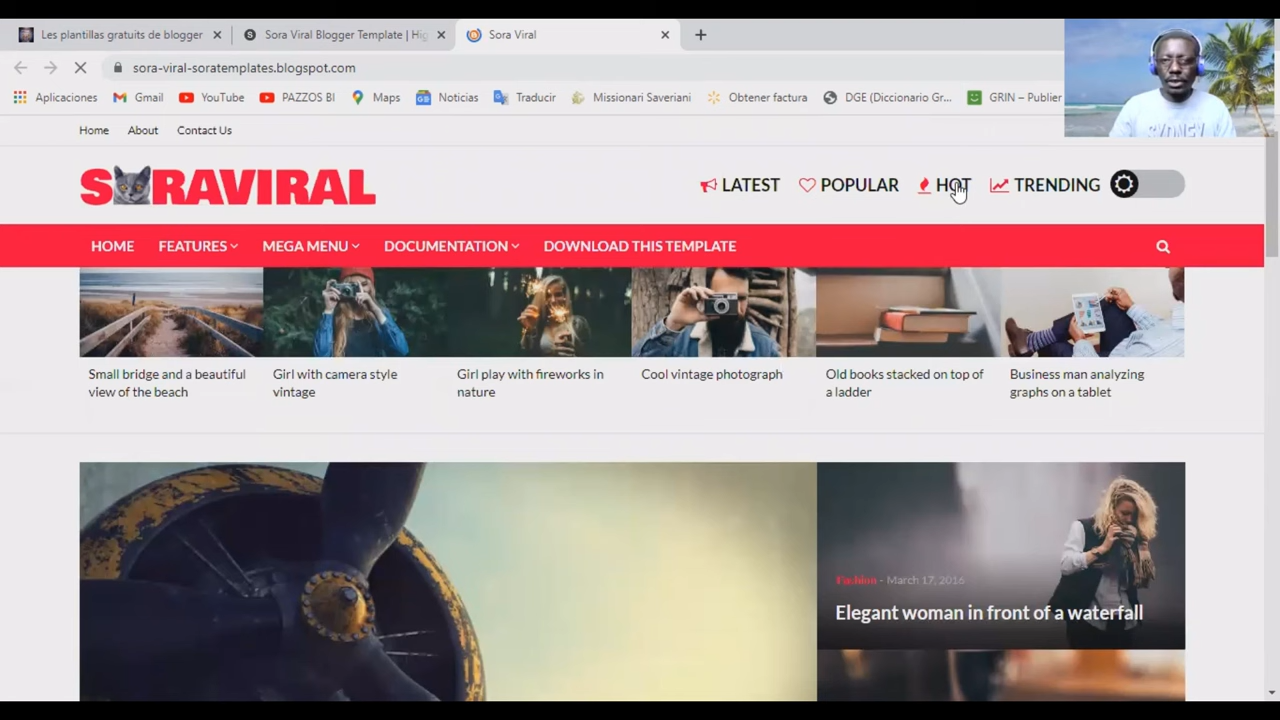 Les plantillas gratuits de blogger
Sora Viral Blogger Template | Hig
Sora Viral
sora-viral-soratemplates.blogspot.com
Aplicaciones Gmail YouTube PAZZOS BI Maps Noticias Traducir Missionari Saveriani Obtener factura DGE (Diccionario Gr... GRIN – Publier
SYDNEY
Home About Contact Us
SORAVIRAL
LATEST POPULAR HOT TRENDING
HOME FEATURES MEGA MENU DOCUMENTATION DOWNLOAD THIS TEMPLATE
Small bridge and a beautiful
view of the beach
Girl with camera style
vintage
Girl play with fireworks in
nature
Cool vintage photograph
Old books stacked on top of
a ladder
Business man analyzing
graphs on a tablet
Fashion - March 17, 2016
Elegant woman in front of a waterfall